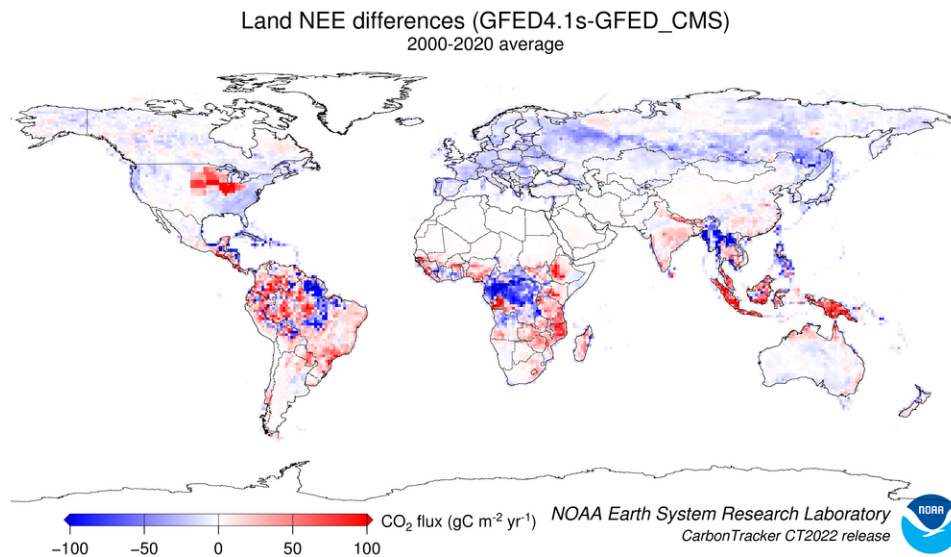 Land NEE differences (GFED4.1s-GFED_CMS)
2000-2020 average
−100 −50 0 50 100
CO₂ flux (gC m⁻² yr⁻¹)
NOAA Earth System Research Laboratory
CarbonTracker CT2022 release
NOAA